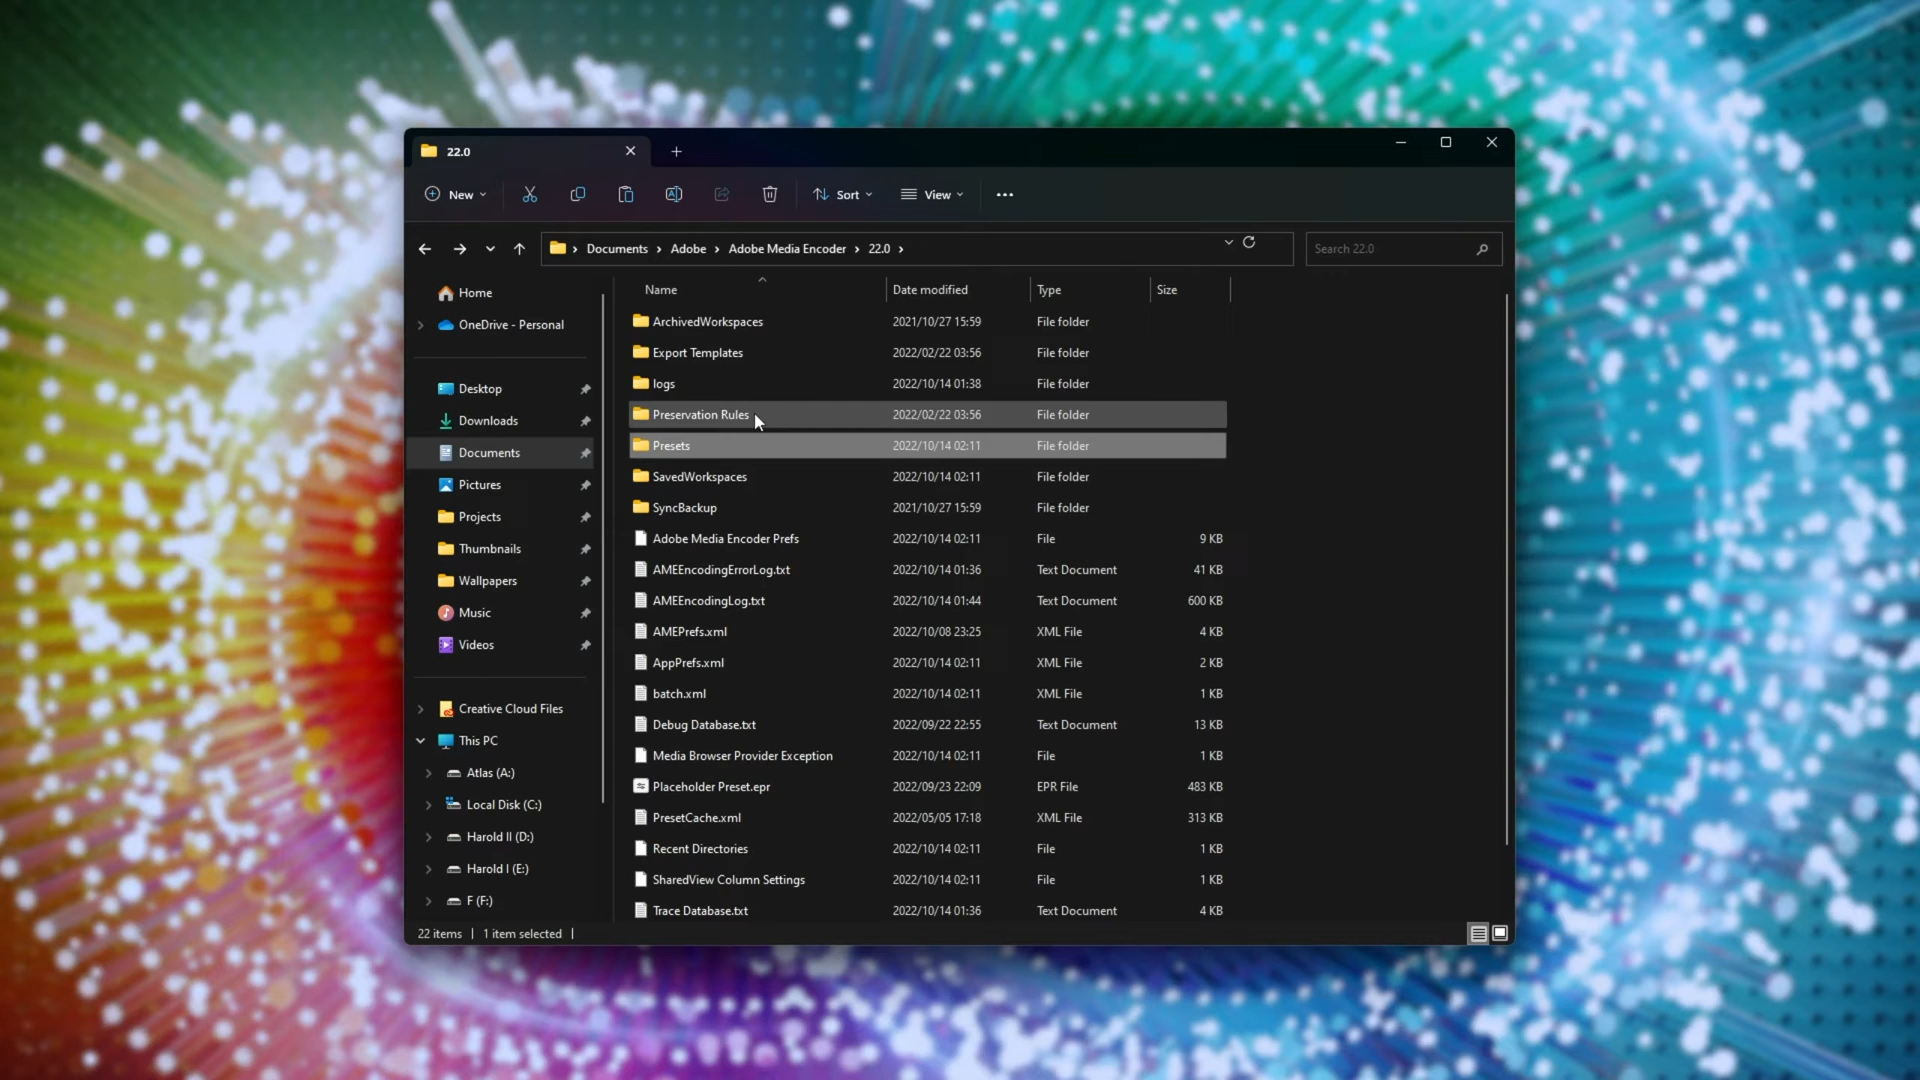 22.0
New
Sort
View
Documents > Adobe > Adobe Media Encoder > 22.0 >
Search 22.0
Home
OneDrive - Personal
Desktop
Downloads
Documents
Pictures
Projects
Thumbnails
Wallpapers
Music
Videos
Creative Cloud Files
This PC
Atlas (A:)
Local Disk (C:)
Harold II (D:)
Harold I (E:)
F (F:)
Name Date modified Type Size
ArchivedWorkspaces 2021/10/27 15:59 File folder
Export Templates 2022/02/22 03:56 File folder
logs 2022/10/14 01:38 File folder
Preservation Rules 2022/02/22 03:56 File folder
Presets 2022/10/14 02:11 File folder
SavedWorkspaces 2022/10/14 02:11 File folder
SyncBackup 2021/10/27 15:59 File folder
Adobe Media Encoder Prefs 2022/10/14 02:11 File 9 KB
AMEEncodingErrorLog.txt 2022/10/14 01:36 Text Document 41 KB
AMEEncodingLog.txt 2022/10/14 01:44 Text Document 600 KB
AMEPrefs.xml 2022/10/08 23:25 XML File 4 KB
AppPrefs.xml 2022/10/14 02:11 XML File 2 KB
batch.xml 2022/10/14 02:11 XML File 1 KB
Debug Database.txt 2022/09/22 22:55 Text Document 13 KB
Media Browser Provider Exception 2022/10/14 02:11 File 1 KB
Placeholder Preset.epr 2022/09/23 22:09 EPR File 483 KB
PresetCache.xml 2022/05/05 17:18 XML File 313 KB
Recent Directories 2022/10/14 02:11 File 1 KB
SharedView Column Settings 2022/10/14 02:11 File 1 KB
Trace Database.txt 2022/10/14 01:36 Text Document 4 KB
22 items | 1 item selected |